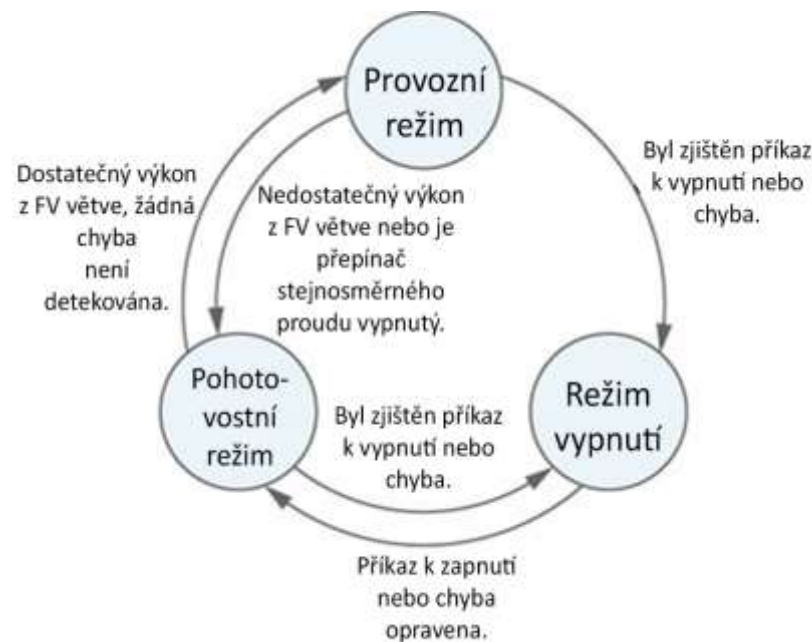 Provozní
režim
Byl zjištěn příkaz
k vypnutí nebo
chyba.
Dostatečný výkon
z FV větve, žádná
chyba
není
detekována.
Nedostatečný výkon
z FV větve nebo je
přepínač
stejnosměrného
proudu vypnutý.
Pohoto-
vostní
režim
Byl zjištěn příkaz
k vypnutí nebo
chyba.
Režim
vypnutí
Příkaz k zapnutí
nebo chyba
opravena.